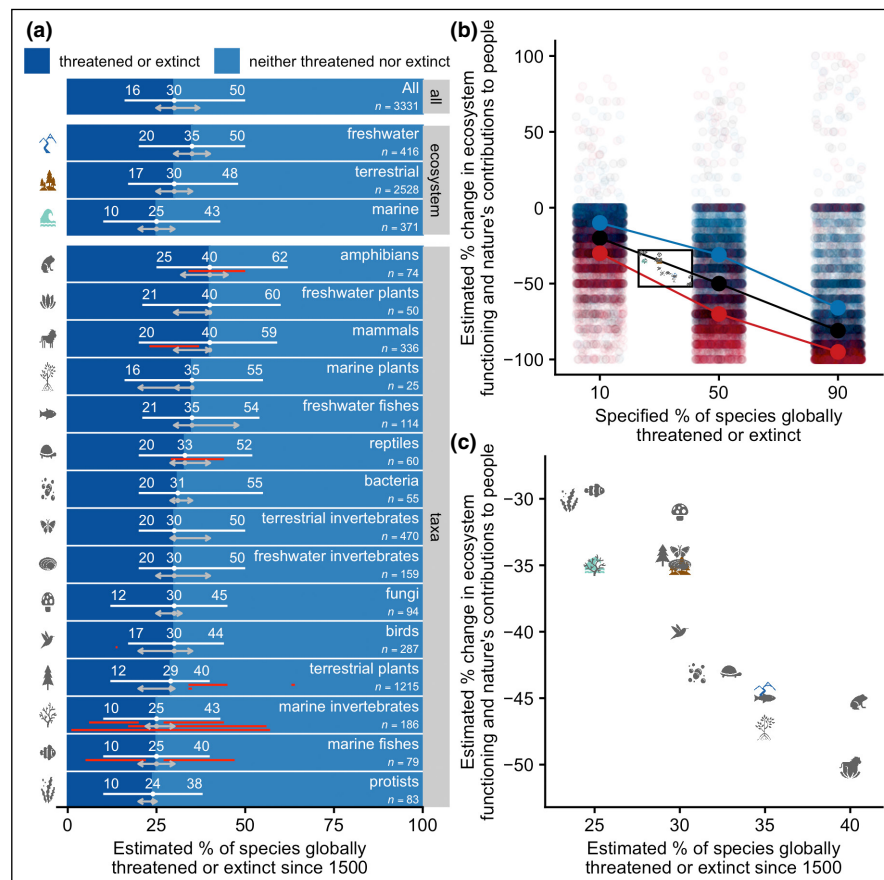 (a)
threatened or extinct
neither threatened nor extinct
16 30 50 All
n = 3331
all
20 35 50 freshwater
n = 416
17 30 48 terrestrial
n = 2528
10 25 43 marine
n = 371
ecosystem
25 40 62 amphibians
n = 74
21 40 60 freshwater plants
n = 50
20 40 59 mammals
n = 336
16 35 55 marine plants
n = 25
21 35 54 freshwater fishes
n = 114
20 33 52 reptiles
n = 60
20 31 55 bacteria
n = 55
20 30 50 terrestrial invertebrates
n = 470
20 30 50 freshwater invertebrates
n = 159
12 30 45 fungi
n = 94
17 30 44 birds
n = 287
12 29 40 terrestrial plants
n = 1215
10 25 43 marine invertebrates
n = 186
10 25 40 marine fishes
n = 79
10 24 38 protists
n = 83
taxa
0 25 50 75 100
Estimated % of species globally
threatened or extinct since 1500
(b)
Estimated % change in ecosystem
functioning and nature's contributions to people
100
50
0
−50
−100
10 50 90
Specified % of species globally
threatened or extinct
(c)
Estimated % change in ecosystem
functioning and nature's contributions to people
−30
−35
−40
−45
−50
25 30 35 40
Estimated % of species globally
threatened or extinct since 1500